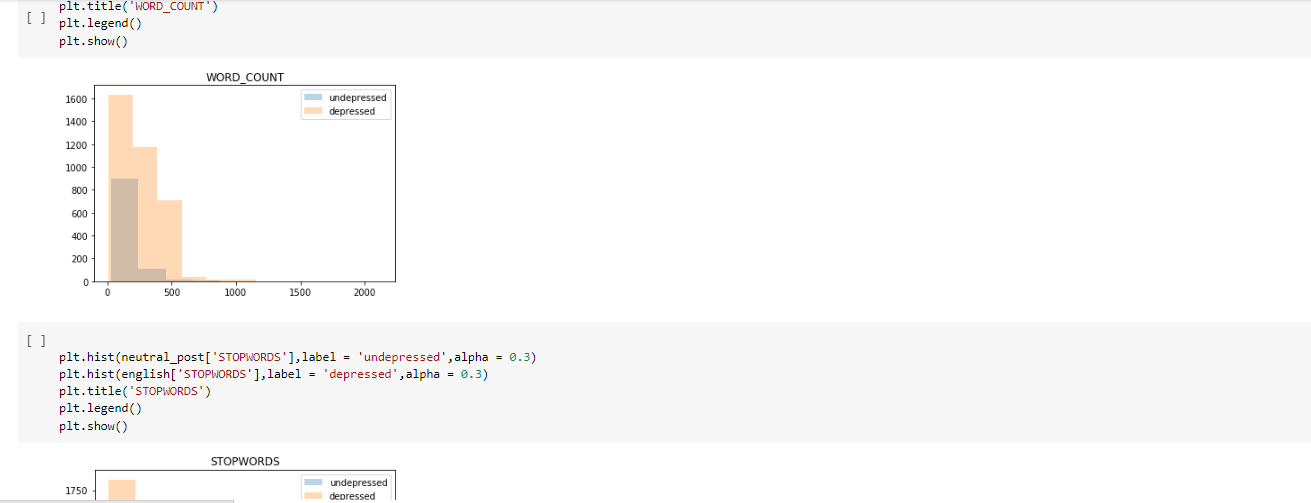 plt.title('WORD_COUNT')
[ ] plt.legend()
plt.show()
WORD_COUNT
undepressed
depressed
1600
1400
1200
1000
800
600
400
200
0
0 500 1000 1500 2000
[ ]
plt.hist(neutral_post['STOPWORDS'],label = 'undepressed',alpha = 0.3)
plt.hist(english['STOPWORDS'],label = 'depressed',alpha = 0.3)
plt.title('STOPWORDS')
plt.legend()
plt.show()
STOPWORDS
undepressed
depressed
1750